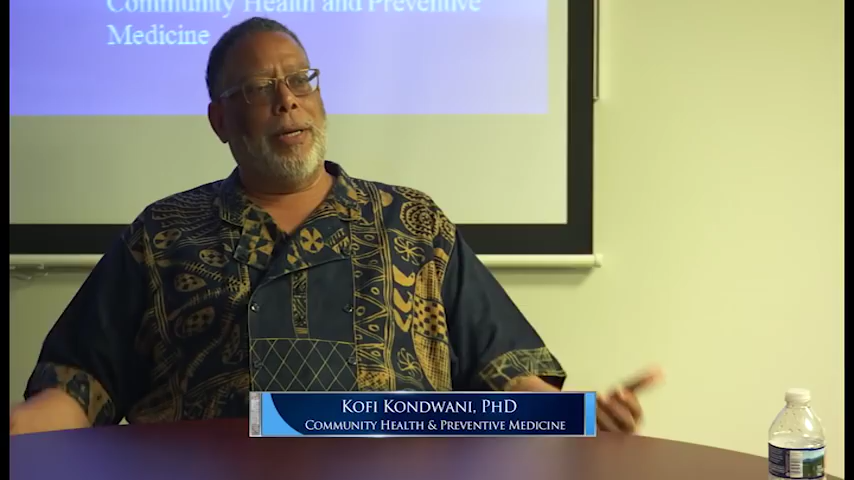 Community Health and Preventive
Medicine
KOFI KONDWANI, PHD
COMMUNITY HEALTH & PREVENTIVE MEDICINE